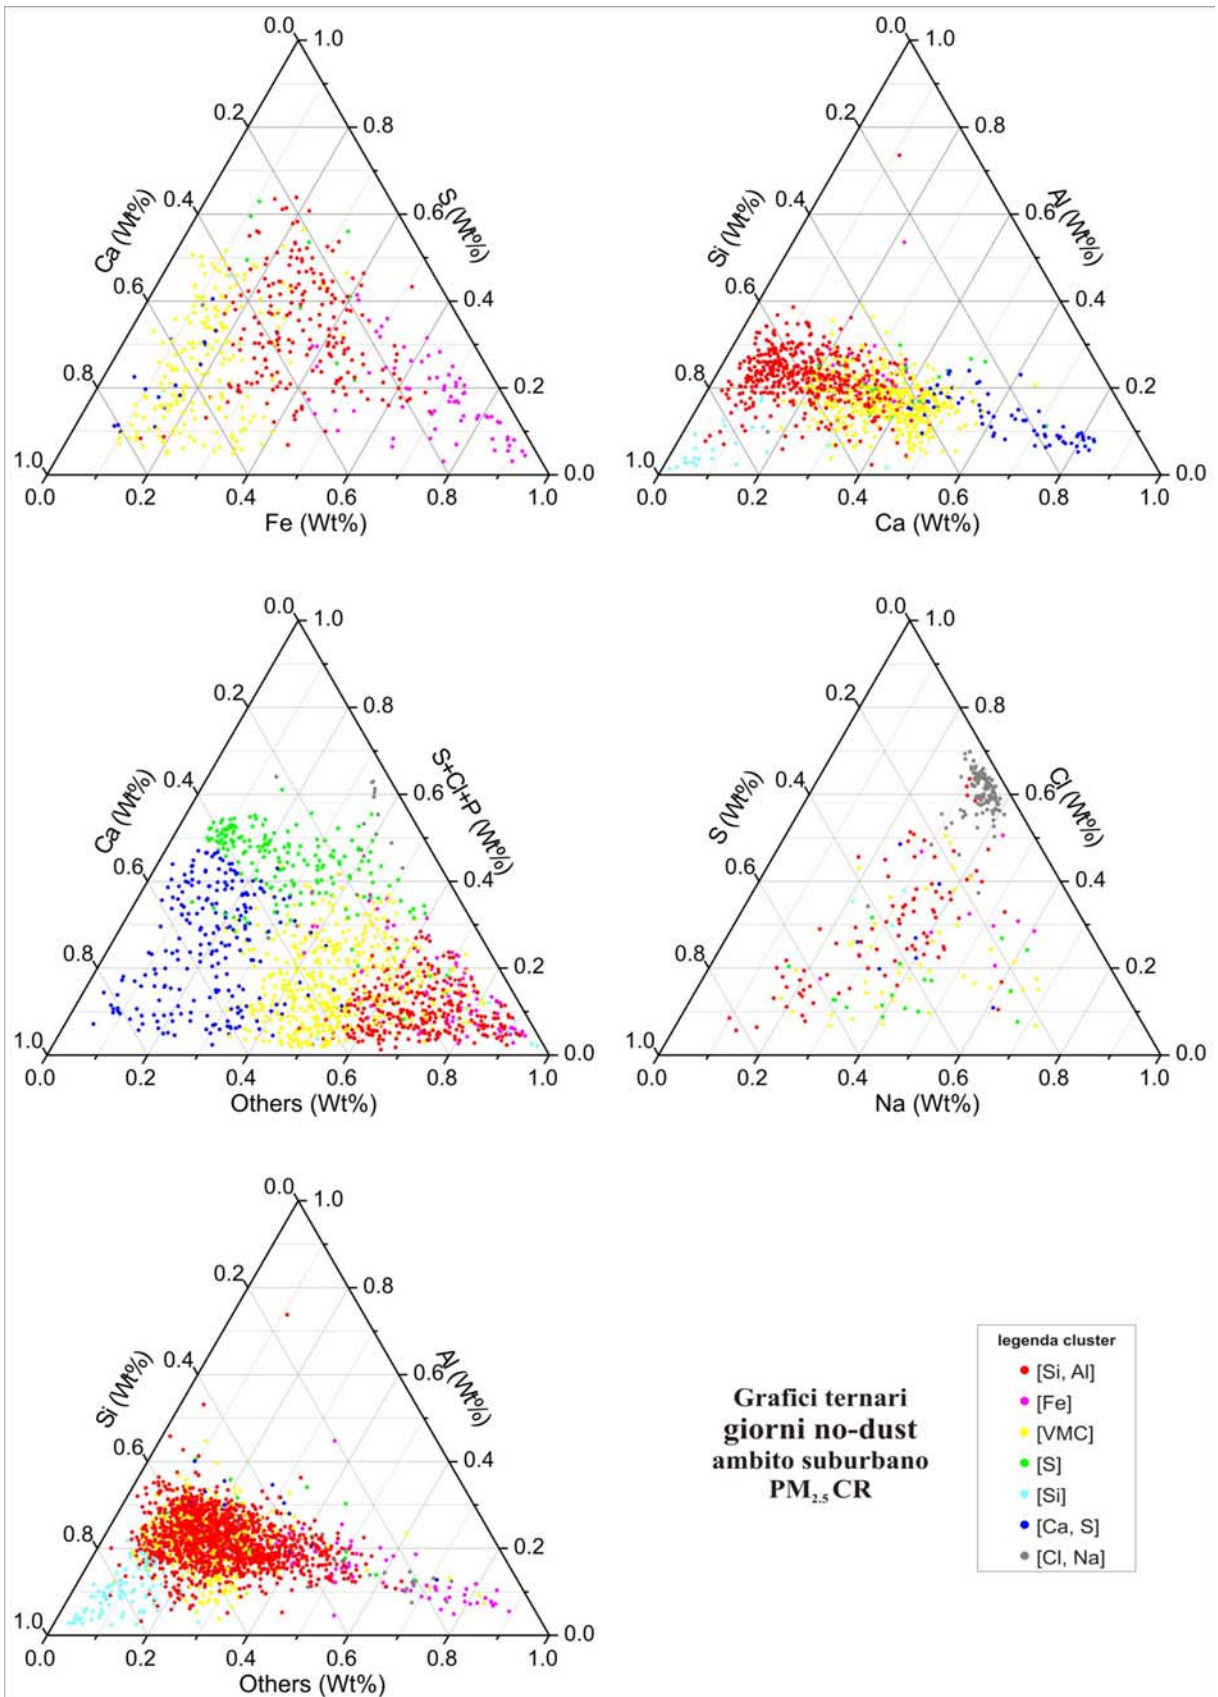 0.0
1.0
0.2
0.8
0.4
0.6
Ca (Wt%)
S (Wt%)
0.6
0.4
0.8
0.2
1.0
0.0
0.0 0.2 0.4 0.6 0.8 1.0
Fe (Wt%)
0.0
1.0
0.2
0.8
0.4
0.6
Si (Wt%)
Al (Wt%)
0.6
0.4
0.8
0.2
1.0
0.0
0.0 0.2 0.4 0.6 0.8 1.0
Ca (Wt%)
0.0
1.0
0.2
0.8
0.4
0.6
Ca (Wt%)
S+Cl+P (Wt%)
0.6
0.4
0.8
0.2
1.0
0.0
0.0 0.2 0.4 0.6 0.8 1.0
Others (Wt%)
0.0
1.0
0.2
0.8
0.4
0.6
S (Wt%)
Cl (Wt%)
0.6
0.4
0.8
0.2
1.0
0.0
0.0 0.2 0.4 0.6 0.8 1.0
Na (Wt%)
0.0
1.0
0.2
0.8
0.4
0.6
Si (Wt%)
Al (Wt%)
0.6
0.4
0.8
0.2
1.0
0.0
0.0 0.2 0.4 0.6 0.8 1.0
Others (Wt%)
Grafici ternari
giorni no-dust
ambito suburbano
PM2.5 CR
legenda cluster
[Si, Al]
[Fe]
[VMC]
[S]
[Si]
[Ca, S]
[Cl, Na]